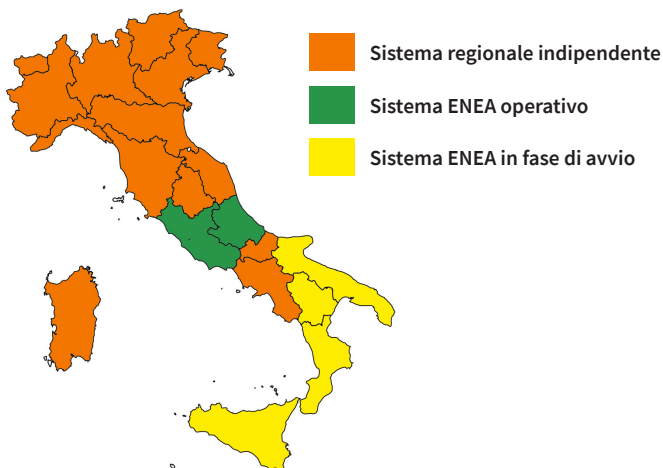 Sistema regionale indipendente
Sistema ENEA operativo
Sistema ENEA in fase di avvio